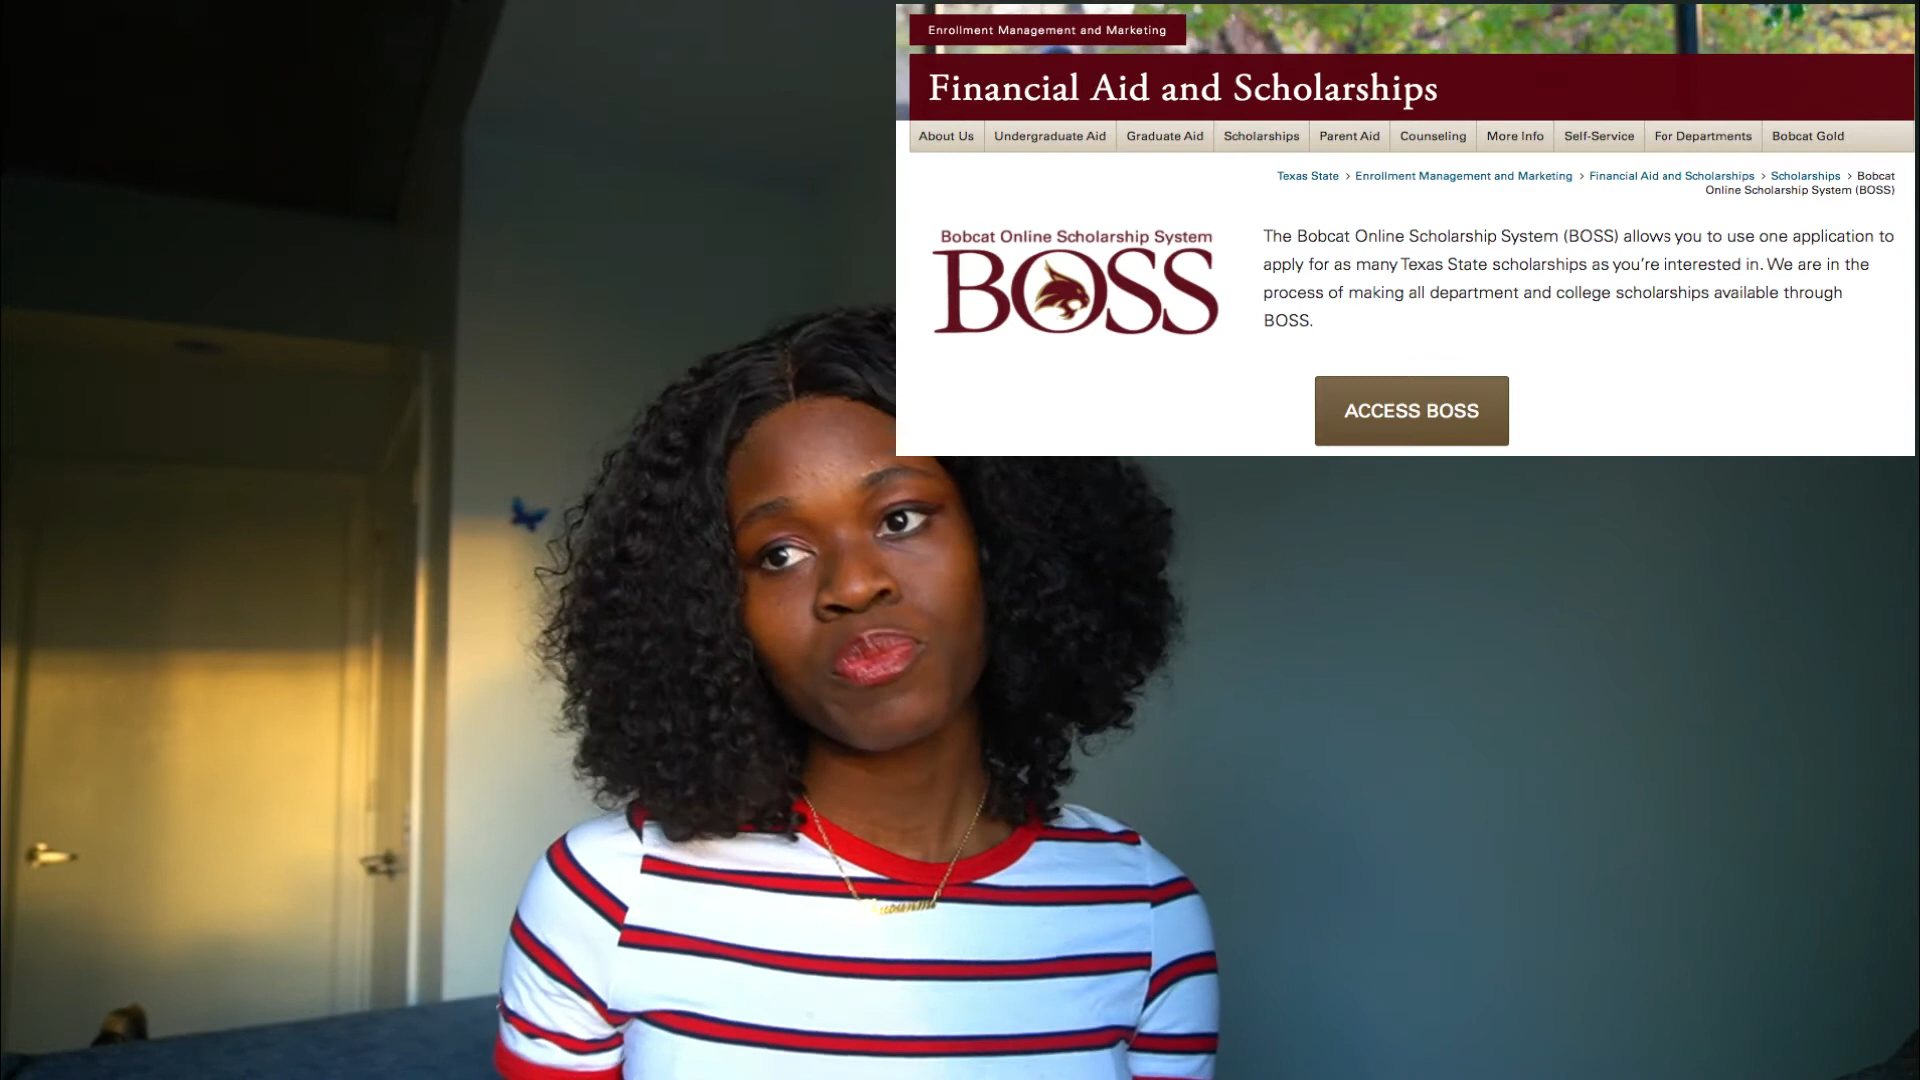 Enrollment Management and Marketing
Financial Aid and Scholarships
About Us Undergraduate Aid Graduate Aid Scholarships Parent Aid Counseling More Info Self-Service For Departments Bobcat Gold
Texas State > Enrollment Management and Marketing > Financial Aid and Scholarships > Scholarships > Bobcat
Online Scholarship System (BOSS)
Bobcat Online Scholarship System
BOSS
The Bobcat Online Scholarship System (BOSS) allows you to use one application to
apply for as many Texas State scholarships as you're interested in. We are in the
process of making all department and college scholarships available through
BOSS.
ACCESS BOSS